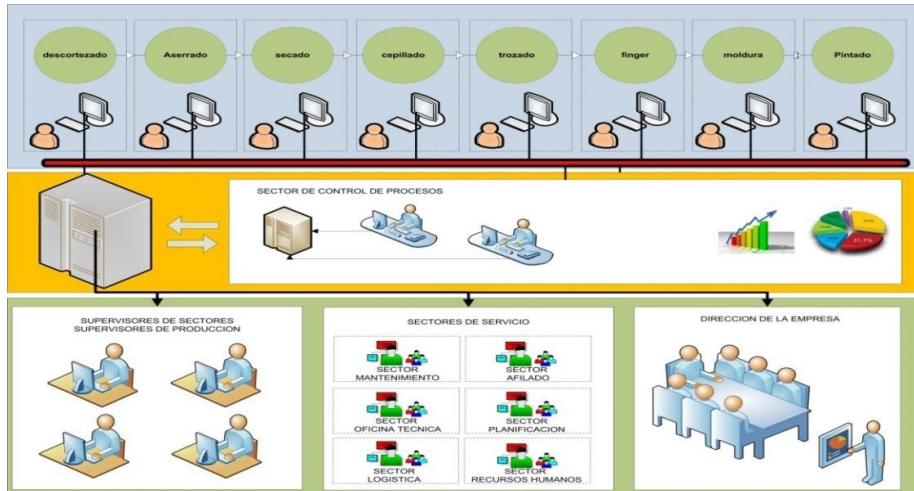 descortezado
Aserrado
secado
cepillado
trozado
finger
moldura
Pintado
SECTOR DE CONTROL DE PROCESOS
31.1%
SUPERVISORES DE SECTORES
SUPERVISORES DE PRODUCCION
SECTORES DE SERVICIO
SECTOR
MANTENIMIENTO
SECTOR
AFILADO
SECTOR
OFICINA TECNICA
SECTOR
PLANIFICACION
SECTOR
LOGISTICA
SECTOR
RECURSOS HUMANOS
DIRECCION DE LA EMPRESA